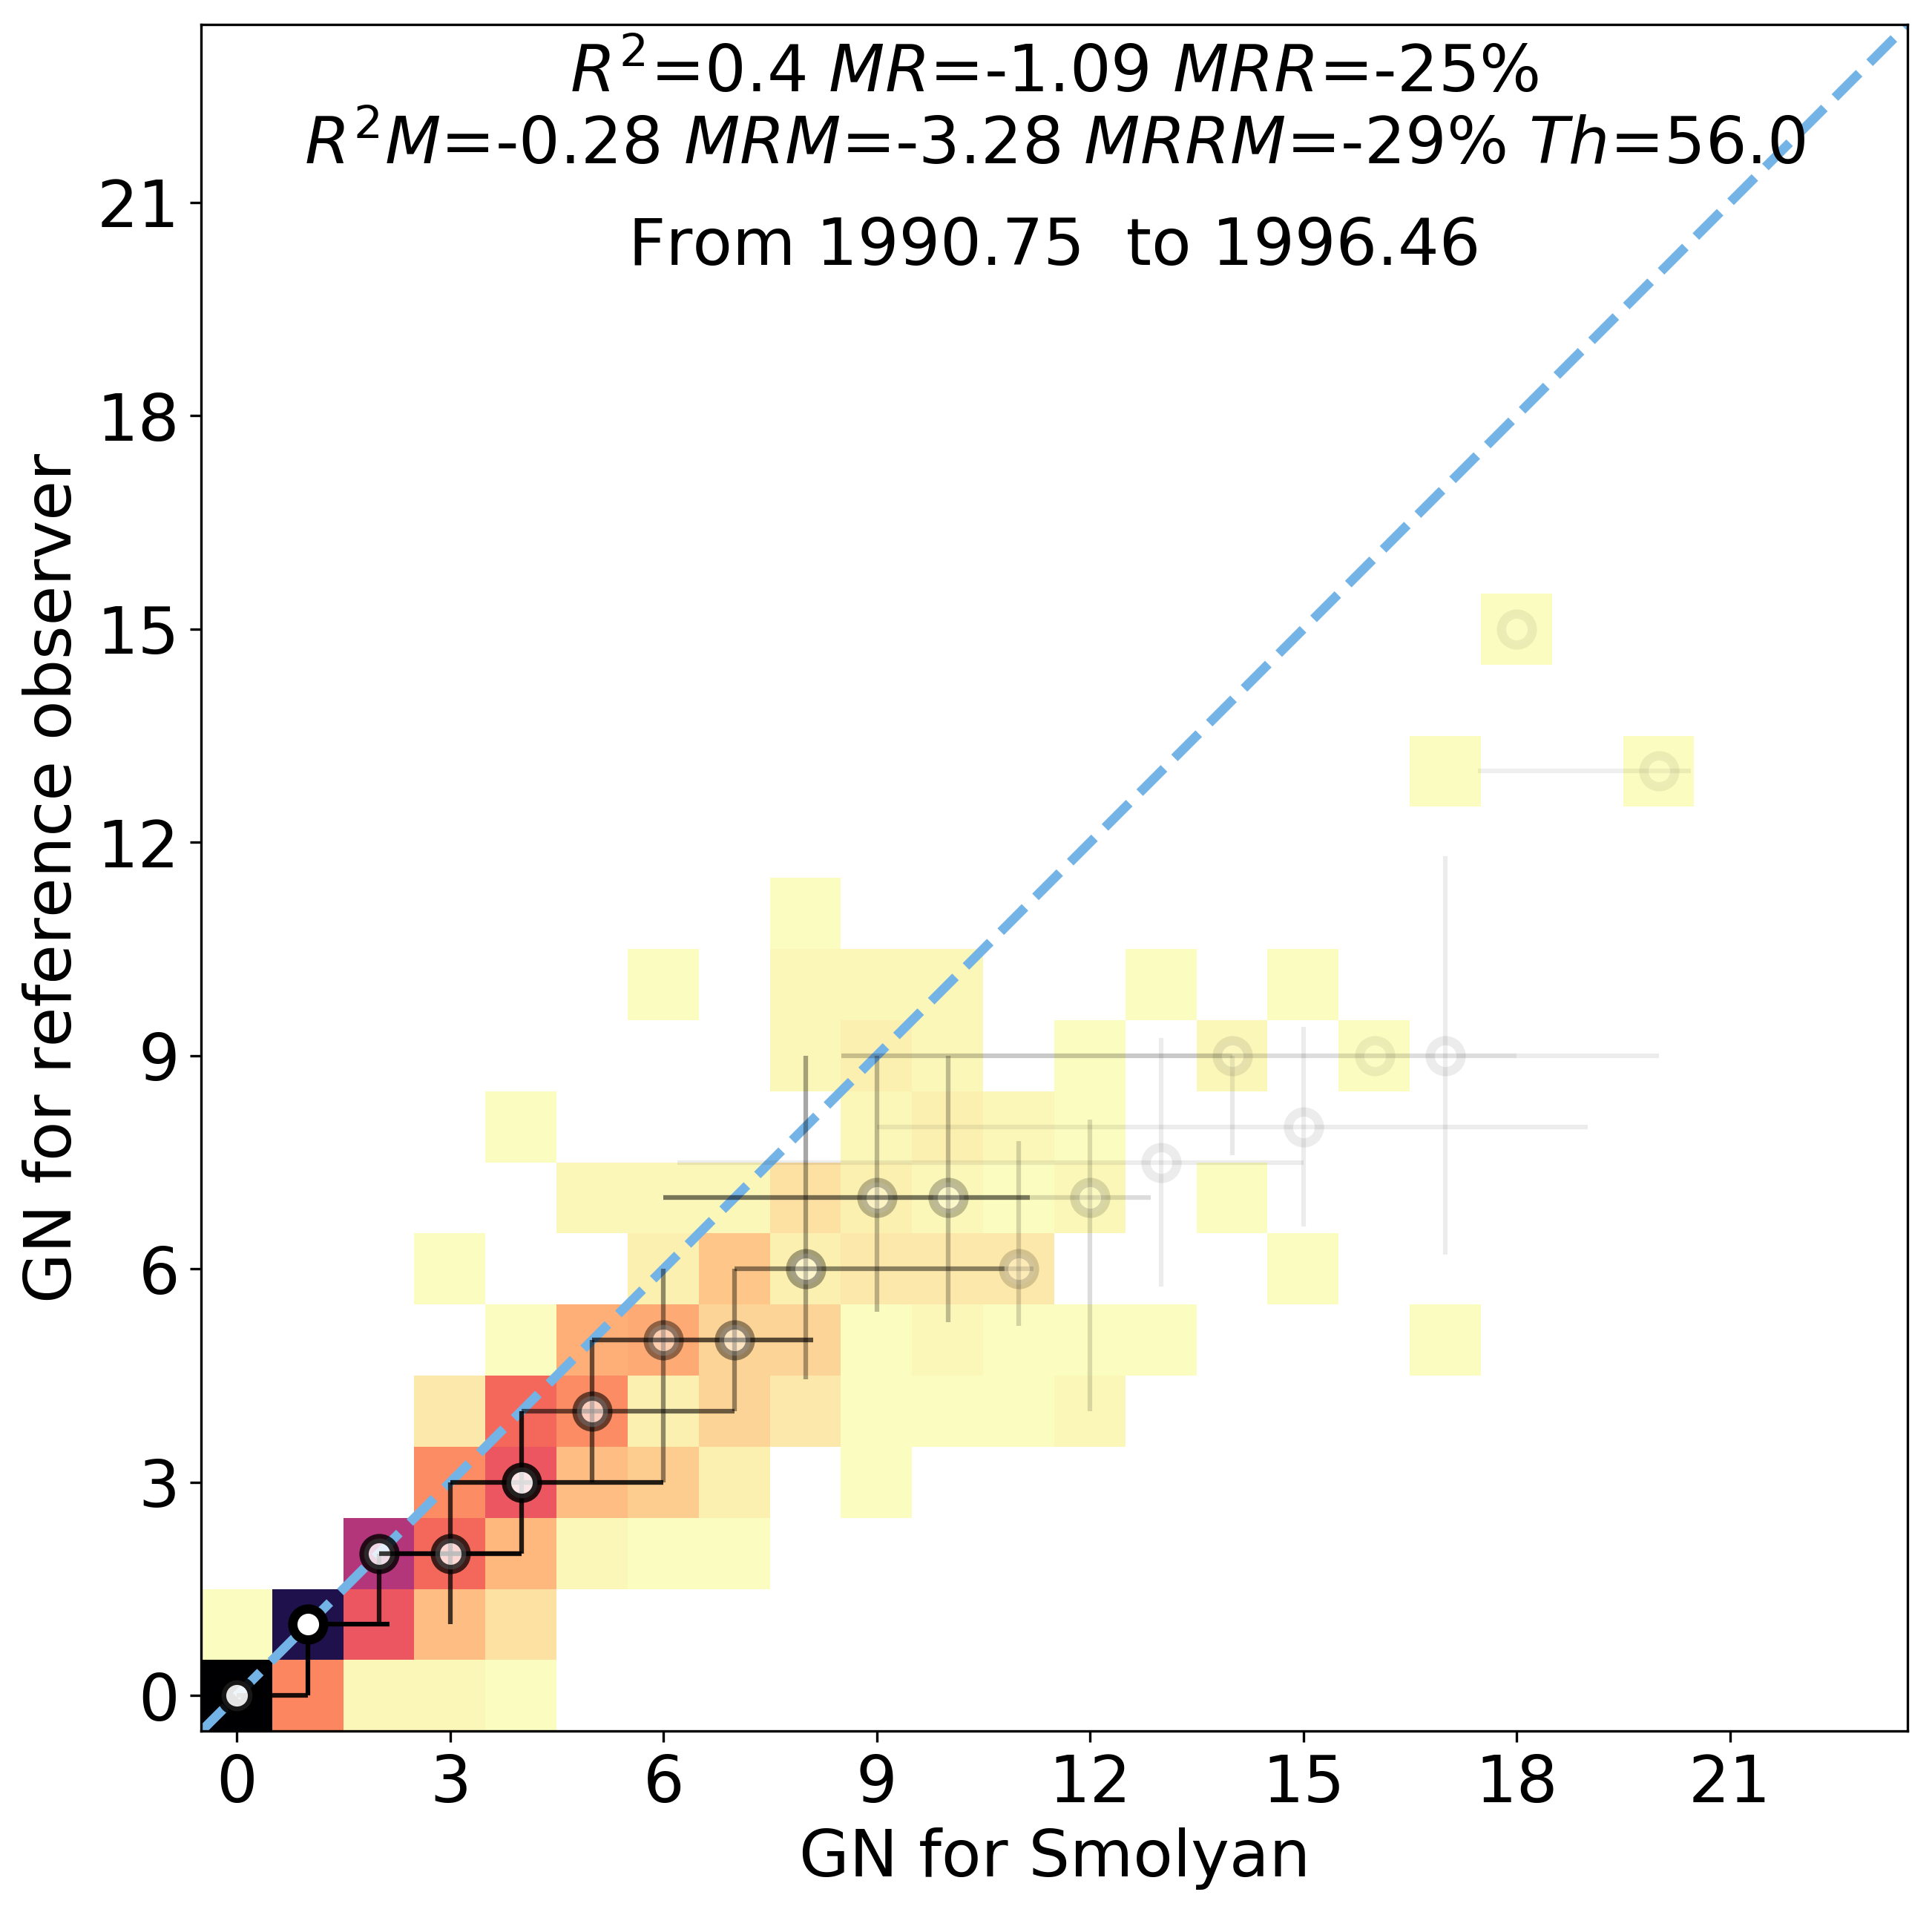 R²=0.4 MR=-1.09 MRR=-25%
R²M=-0.28 MRM=-3.28 MRRM=-29% Th=56.0
From 1990.75 to 1996.46
GN for reference observer
21
18
15
12
9
6
3
0
0 3 6 9 12 15 18 21
GN for Smolyan